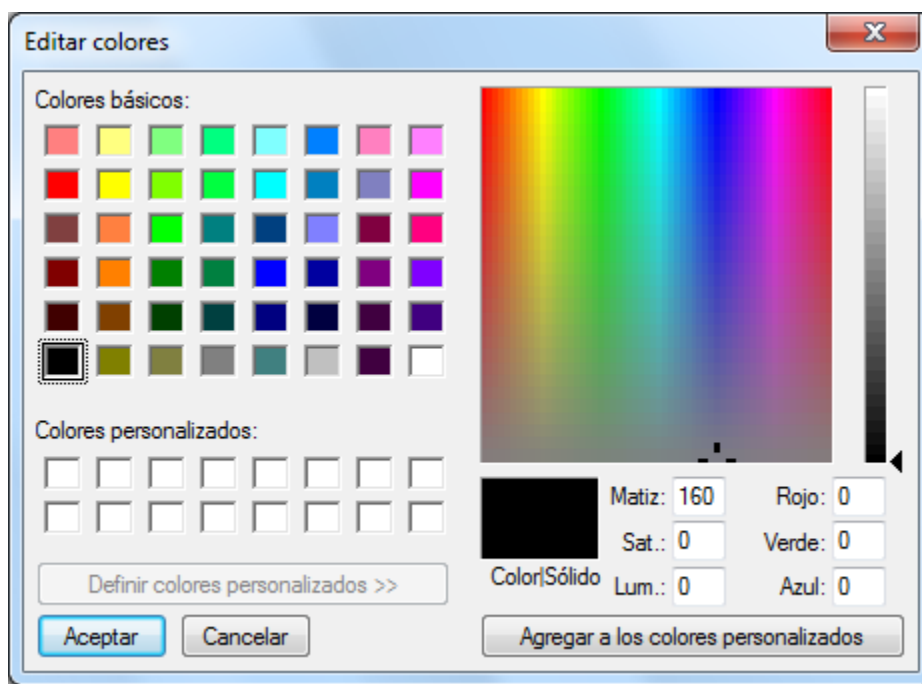 Editar colores
Colores básicos:
Colores personalizados:
Definir colores personalizados >>
Aceptar Cancelar
Color|Sólido
Matiz: 160 Rojo: 0
Sat.: 0 Verde: 0
Lum.: 0 Azul: 0
Agregar a los colores personalizados